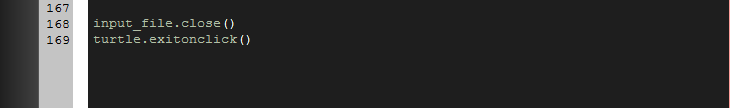 167
168 input_file.close()
169 turtle.exitonclick()